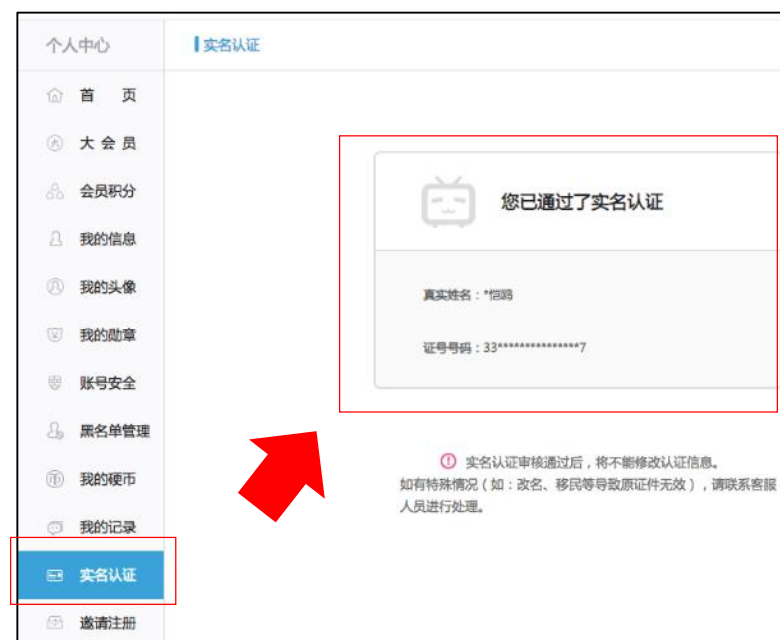 个人中心
实名认证
首 页
大会员
会员积分
我的信息
我的头像
我的勋章
账号安全
黑名单管理
我的硬币
我的记录
实名认证
邀请注册
您已通过了实名认证
真实姓名：*恺鸥
证号号码：33***************7
实名认证审核通过后，将不能修改认证信息。
如有特殊情况（如：改名、移民等导致原证件无效），请联系客服
人员进行处理。